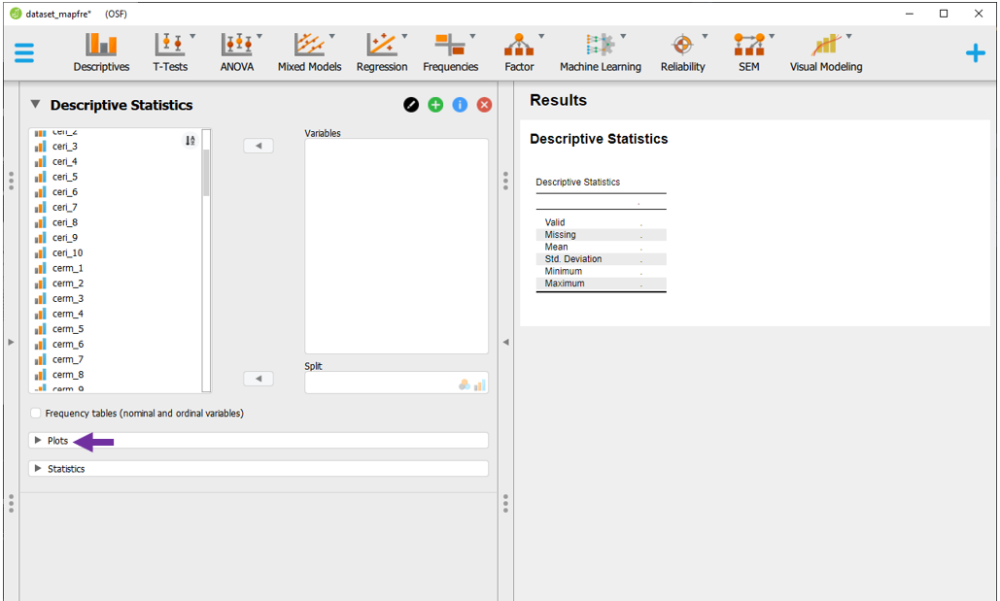 dataset_mapfre* (OSF)
Descriptives
T-Tests
ANOVA
Mixed Models
Regression
Frequencies
Factor
Machine Learning
Reliability
SEM
Visual Modeling
Descriptive Statistics
ceri_2
ceri_3
ceri_4
ceri_5
ceri_6
ceri_7
ceri_8
ceri_9
ceri_10
cerm_1
cerm_2
cerm_3
cerm_4
cerm_5
cerm_6
cerm_7
cerm_8
cerm_9
Variables
Split
Frequency tables (nominal and ordinal variables)
Plots
Statistics
Results
Descriptive Statistics
Descriptive Statistics
.
Valid .
Missing .
Mean .
Std. Deviation .
Minimum .
Maximum .